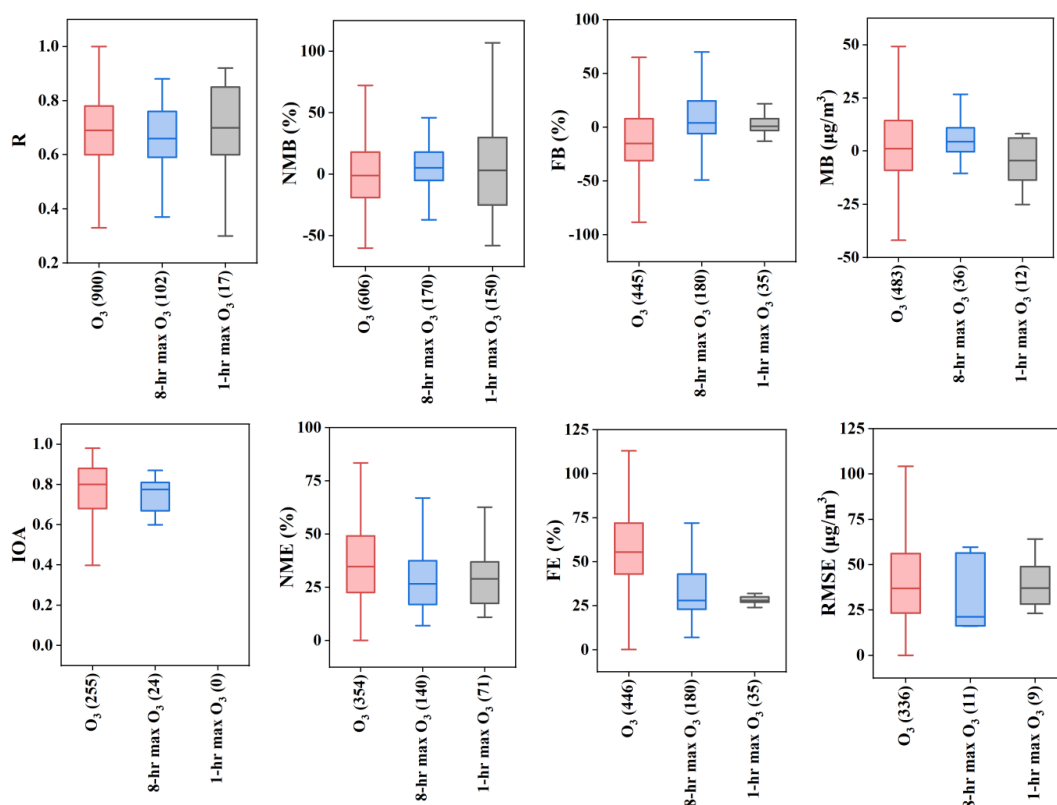 R
1.0
0.8
0.6
0.4
0.2
O₃ (900)
8-hr max O₃ (102)
1-hr max O₃ (17)
NMB (%)
100
50
0
-50
O₃ (606)
8-hr max O₃ (170)
1-hr max O₃ (150)
FB (%)
100
50
0
-50
-100
O₃ (445)
8-hr max O₃ (180)
1-hr max O₃ (35)
MB (μg/m³)
50
25
0
-25
-50
O₃ (483)
8-hr max O₃ (36)
1-hr max O₃ (12)
IOA
1.0
0.8
0.6
0.4
0.2
0.0
O₃ (255)
8-hr max O₃ (24)
1-hr max O₃ (0)
NME (%)
100
75
50
25
0
O₃ (354)
8-hr max O₃ (140)
1-hr max O₃ (71)
FE (%)
125
100
75
50
25
0
O₃ (446)
8-hr max O₃ (180)
1-hr max O₃ (35)
RMSE (μg/m³)
125
100
75
50
25
0
O₃ (336)
8-hr max O₃ (11)
1-hr max O₃ (9)